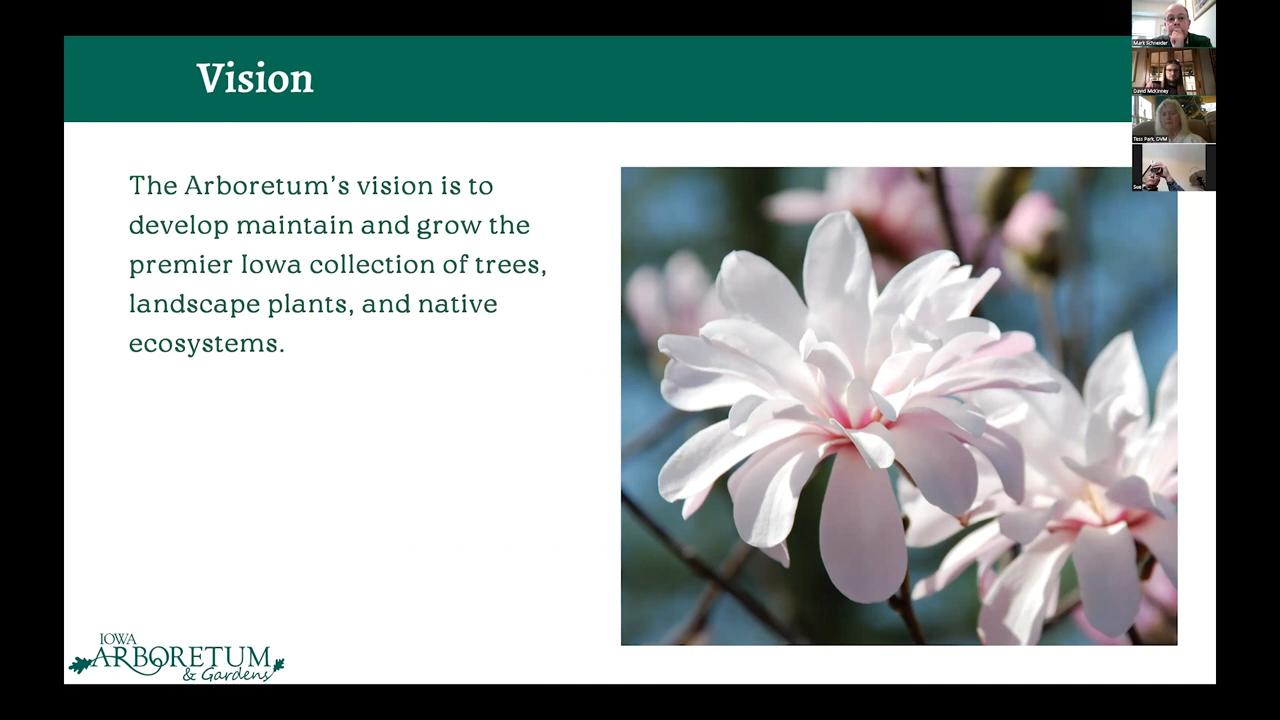 Vision
The Arboretum's vision is to
develop maintain and grow the
premier Iowa collection of trees,
landscape plants, and native
ecosystems.
IOWA
ARBORETUM
& Gardens
Mark Schneider
David McKinney
Tess Park, DVM
Sue